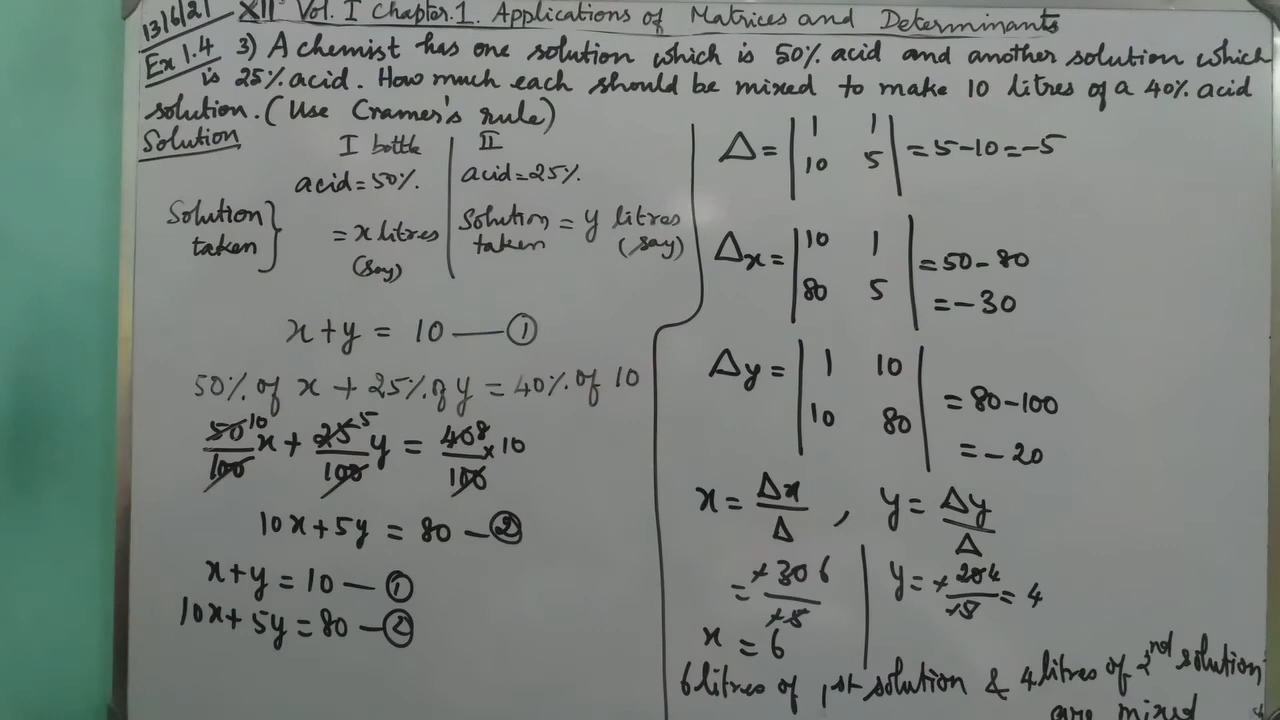 13/6/21 XII Vol. I Chapter.1. Applications of Matrices and Determinants
Ex 1.4 3) A chemist has one solution which is 50% acid and another solution which
is 25% acid. How much each should be mixed to make 10 litres of a 40% acid
solution. (Use Cramer's rule)
Solution
I bottle
acid = 50%.
Solution taken } = x litres
(say)
II
acid = 25%.
Solution taken = y litres
(say)
x + y = 10 — ①
50% of x + 25% of y = 40% of 10
50/100 10 x + 25/100 5 y = 40/100 8 × 10
10x + 5y = 80 — ②
x + y = 10 — ①
10x + 5y = 80 — ②
Δ = | 1 1 | = 5 - 10 = -5
| 10 5 |
Δx = | 10 1 | = 50 - 80
| 80 5 | = -30
Δy = | 1 10 | = 80 - 100
| 10 80 | = -20
x = Δx/Δ , y = Δy/Δ
= -30/-5 6 | y = -20/-5 4 = 4
x = 6
6 litres of 1st solution & 4 litres of 2nd solution
are mixed